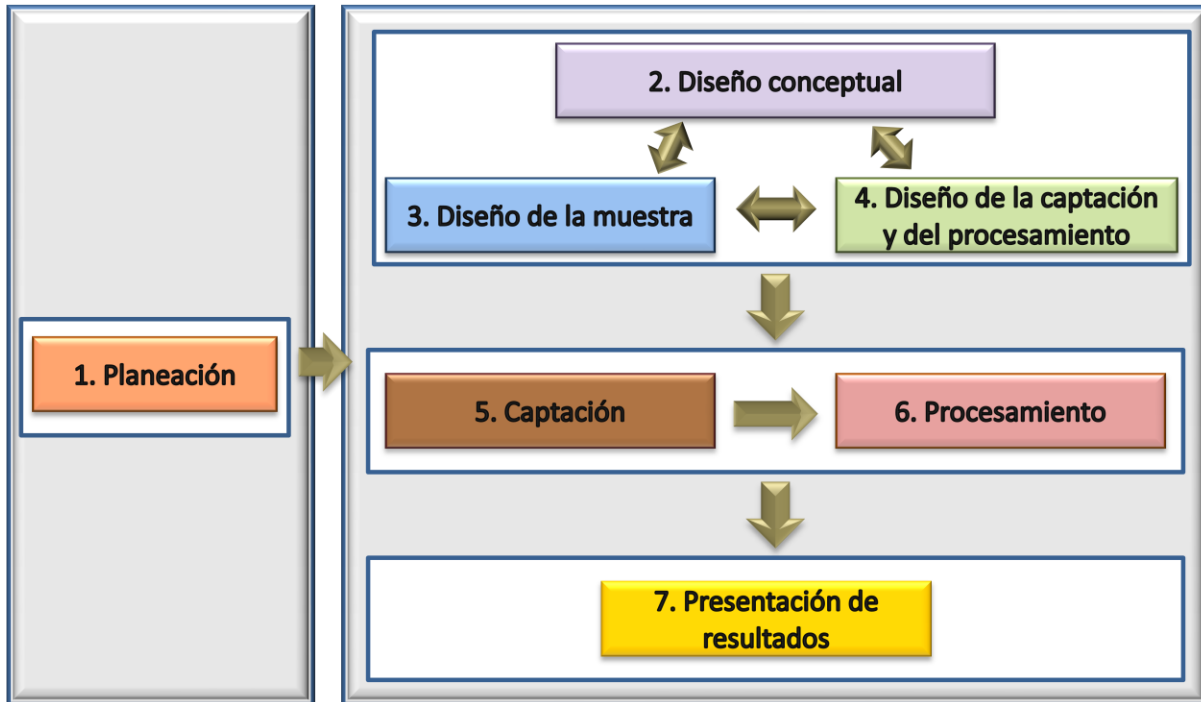 2. Diseño conceptual
3. Diseño de la muestra
4. Diseño de la captación
y del procesamiento
1. Planeación
5. Captación
6. Procesamiento
7. Presentación de
resultados